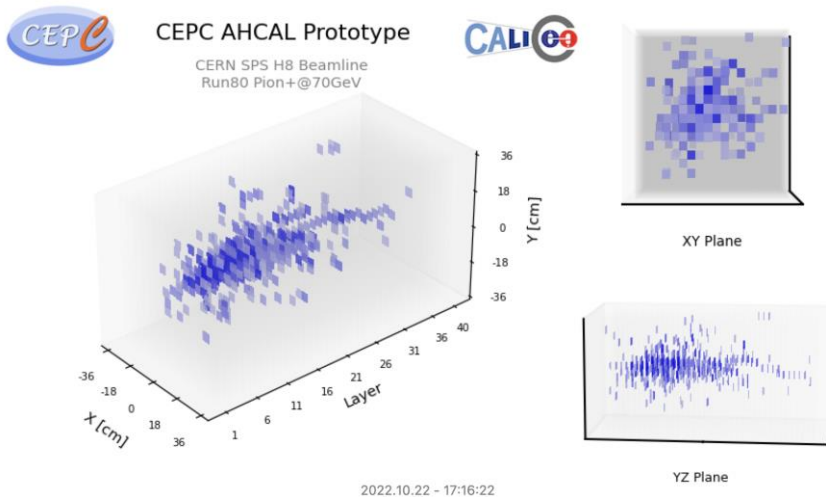 CEPC
CEPC AHCAL Prototype
CALICO
CERN SPS H8 Beamline
Run80 Pion+@70GeV
36
18
0
-18
-36
Y [cm]
-36
-18
0
18
36
X [cm]
1
6
11
16
21
26
31
36
40
Layer
XY Plane
YZ Plane
2022.10.22 - 17:16:22